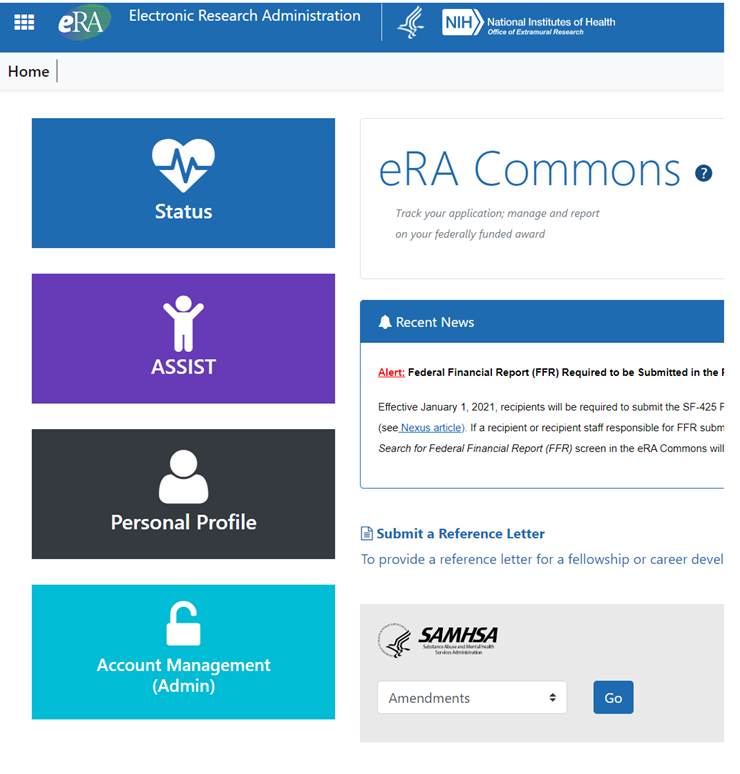 eRA
Electronic Research Administration
NIH
National Institutes of Health
Office of Extramural Research
Home
Status
ASSIST
Personal Profile
Account Management
(Admin)
eRA Commons ?
Track your application; manage and report
on your federally funded award
Recent News
Alert: Federal Financial Report (FFR) Required to be Submitted in the
Effective January 1, 2021, recipients will be required to submit the SF-425
(see Nexus article). If a recipient or recipient staff responsible for FFR subm
Search for Federal Financial Report (FFR) screen in the eRA Commons will
Submit a Reference Letter
To provide a reference letter for a fellowship or career devel
SAMHSA
Substance Abuse and Mental Health
Services Administration
Amendments
Go